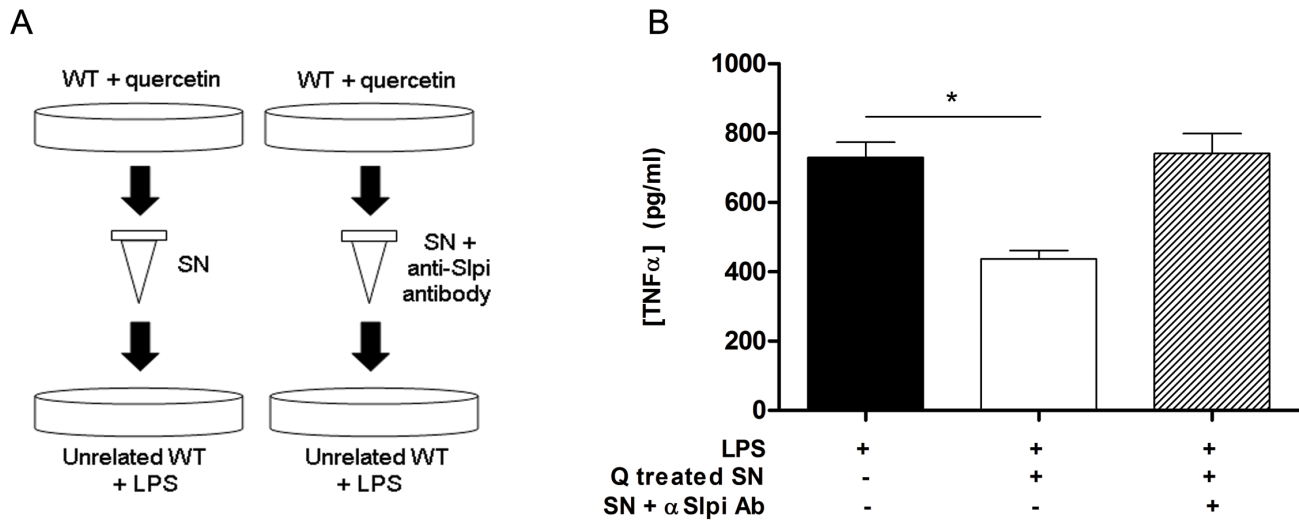 A
WT + quercetin
WT + quercetin
SN
SN +
anti-Slpi
antibody
Unrelated WT
+ LPS
Unrelated WT
+ LPS
B
[TNFα] (pg/ml)
1000
800
600
400
200
0
*
LPS + + +
Q treated SN - + +
SN + α Slpi Ab - - +